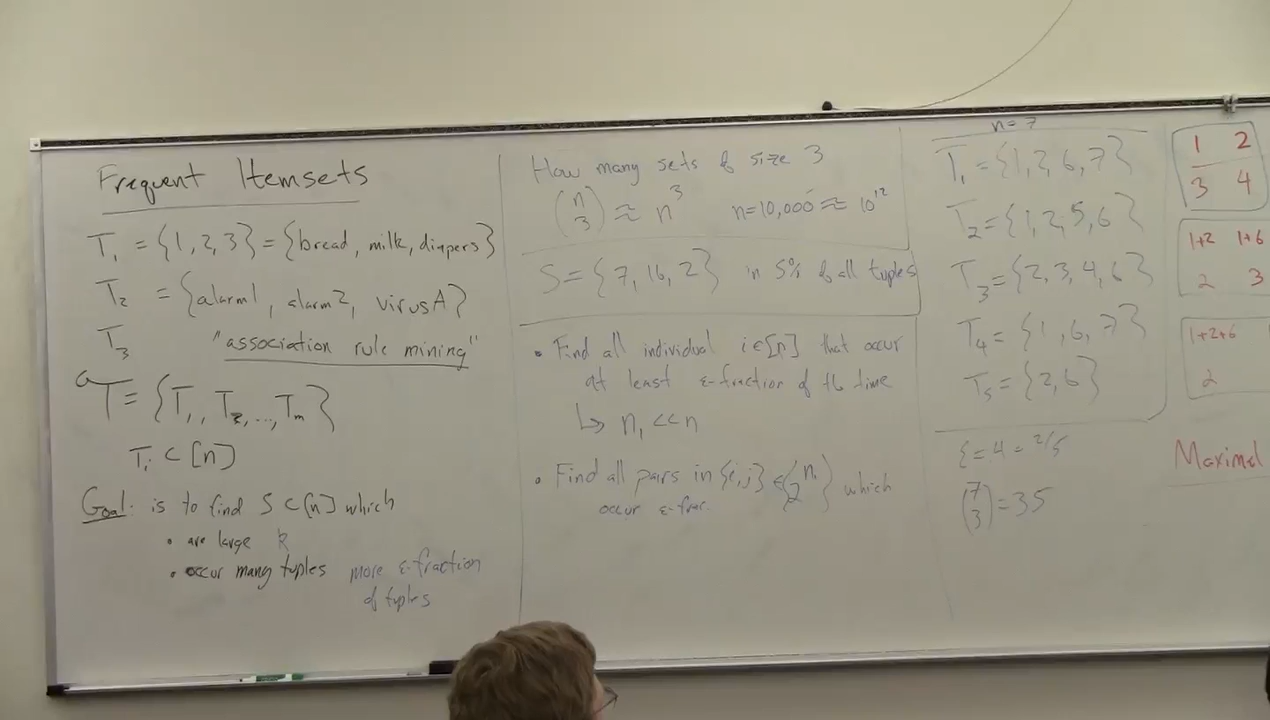 Frequent Itemsets
T₁ = {1,2,3} = {bread, milk, diapers}
T₂ = {alarm1, alarm2, virusA}
T₃ "association rule mining"
T = {T₁, T₂, ..., Tₘ}
Tᵢ ⊂ [n]
Goal: is to find S ⊂ [n] which
• are large k
• occur many tuples more ε-fraction
of tuples
How many sets of size 3
(n 3) ≈ n³ n=10,000 ≈ 10¹²
S = {7, 16, 2} in 5% of all tuples
• Find all individual i∈[n] that occur
at least ε-fraction of the time
↳ n₁ << n
• Find all pairs in {i,j} ∈ {2^n₁} which
occur ε-frac.
n=7
T₁ = {1,2,6,7}
T₂ = {1,2,5,6}
T₃ = {2,3,4,6}
T₄ = {1,6,7}
T₅ = {2,6}
ε = 4 = 2/5
(7 3) = 35
1 2
3 4
1+2 1+6
2 3
1+2+6
2
Maximal